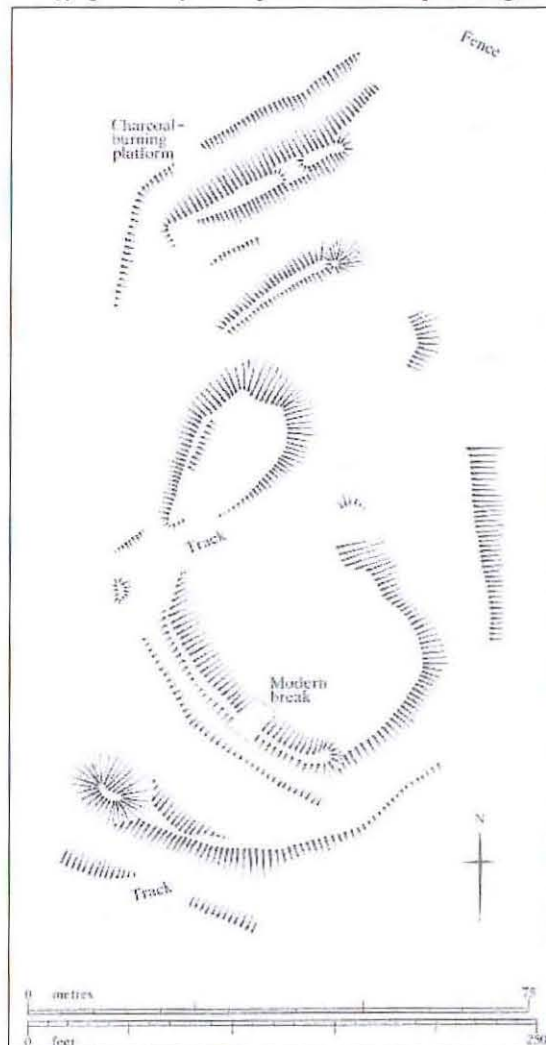 Fence
Charcoal-
burning
platform
Track
Modern
break
N
Track
0 metres 75
0 feet 250